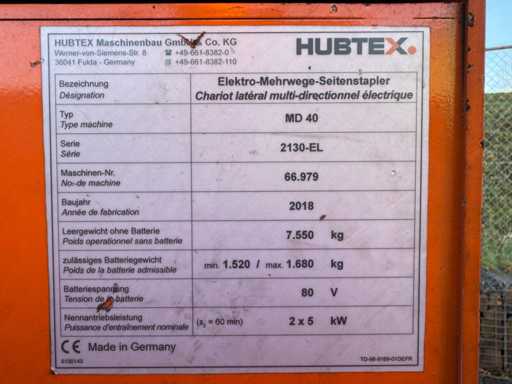 HUBTEX Maschinenbau GmbH & Co. KG
Werner-von-Siemens-Str. 8 ☎ +49-661-8382-0
36041 Fulda - Germany +49-661-8382-110
HUBTEX.
Bezeichnung Elektro-Mehrwege-Seitenstapler
Désignation Chariot latéral multi-directionnel électrique
Typ MD 40
Type machine
Serie 2130-EL
Série
Maschinen-Nr. 66.979
No-de machine
Baujahr 2018
Année de fabrication
Leergewicht ohne Batterie 7.550 kg
Poids operationnel sans batterie
zulässiges Batteriegewicht min. 1.520 / max. 1.680 kg
Poids de la batterie admissible
Batteriespannung 80 V
Tension de la batterie
Nennantriebsleistung (s₂ = 60 min) 2 x 5 kW
Puissance d'entraînement nominale
CE Made in Germany